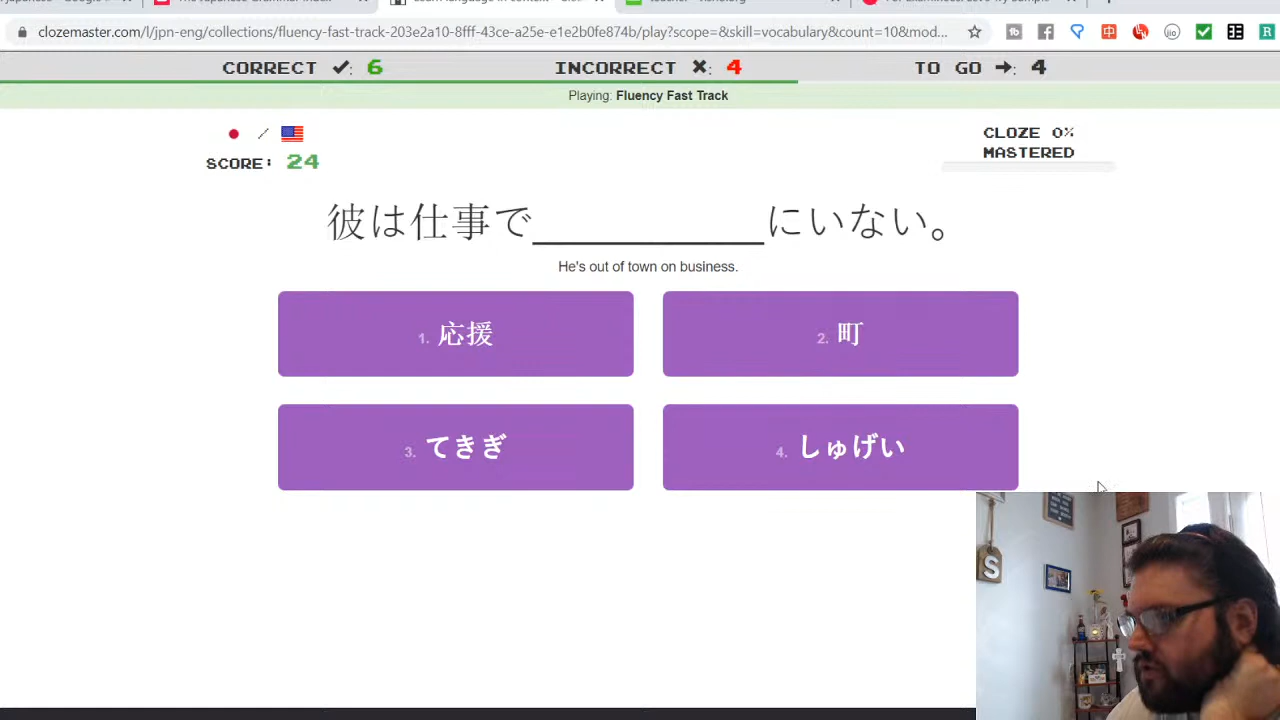 clozemaster.com/l/jpn-eng/collections/fluency-fast-track-203f2a10-8fff-43ce-a25b-e1e2b0fe874b/play?scope=&skill=vocabulary&count=10&mod...
CORRECT ✔: 6 INCORRECT ✖: 4 TO GO ➔: 4
Playing: Fluency Fast Track
CLOZE 0%
MASTERED
SCORE: 24
彼は仕事で__________にいない。
He's out of town on business.
1. 応援
2. 町
3. てきぎ
4. しゅげい
S